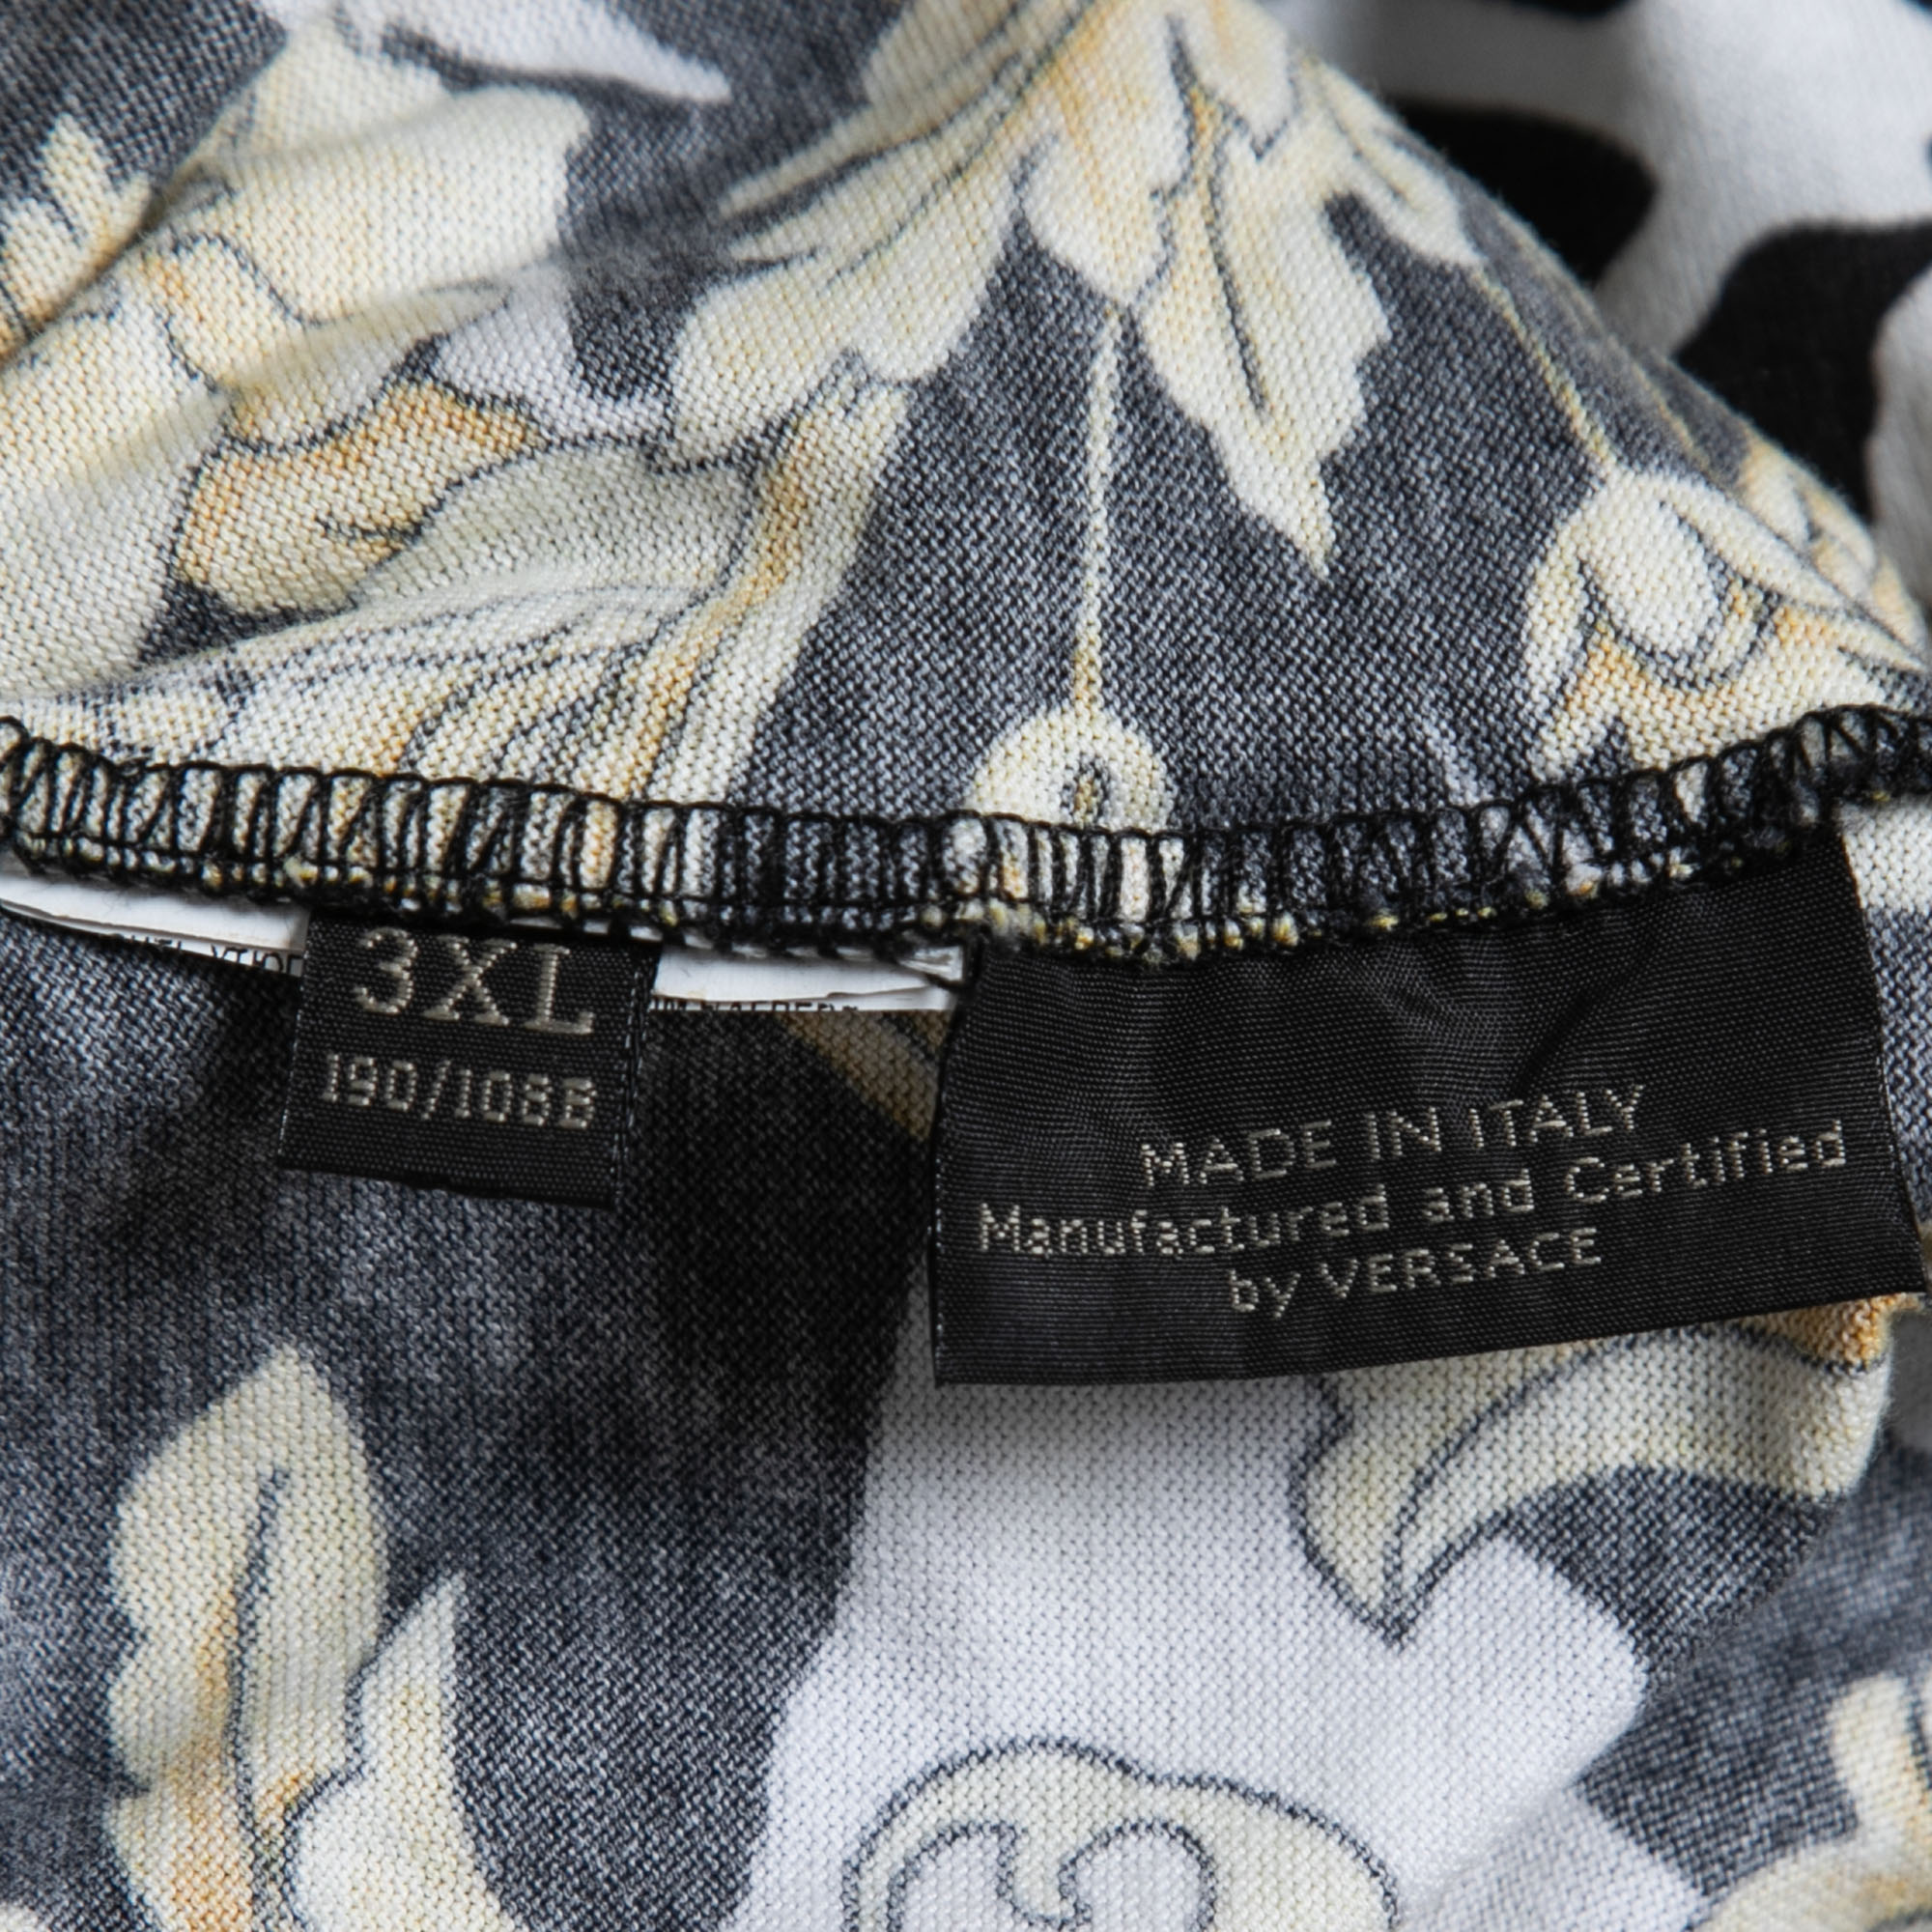 3XL
190/108B
MADE IN ITALY
Manufactured and Certified
by VERSACE